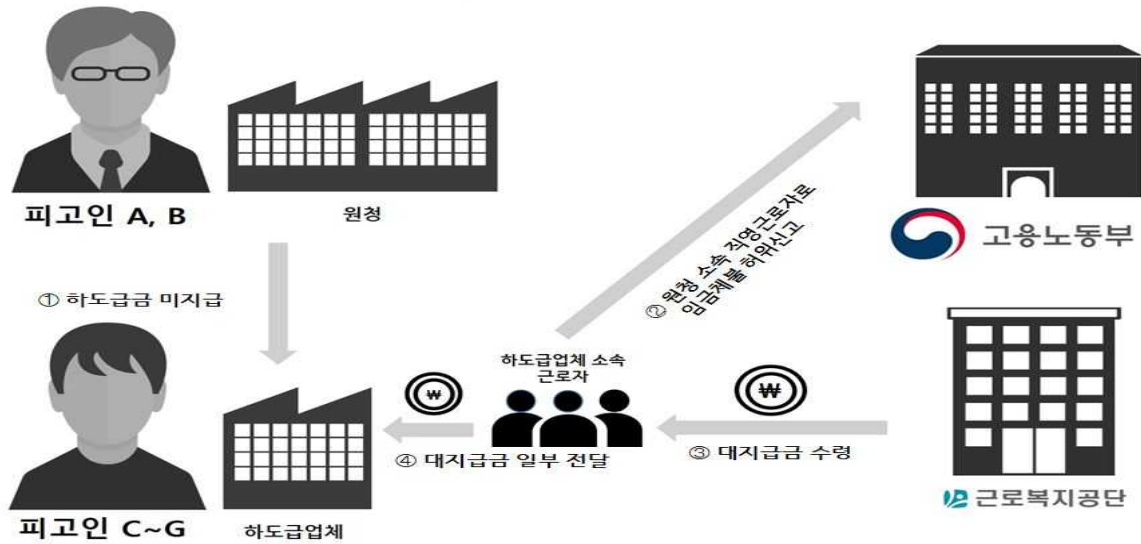 피고인 A, B
원청
① 하도급금 미지급
피고인 C~G
하도급업체
④ 대지급금 일부 전달
₩
하도급업체 소속
근로자
② 원청 소속 직영근로자로
임금체불 허위신고
₩
③ 대지급금 수령
고용노동부
근로복지공단